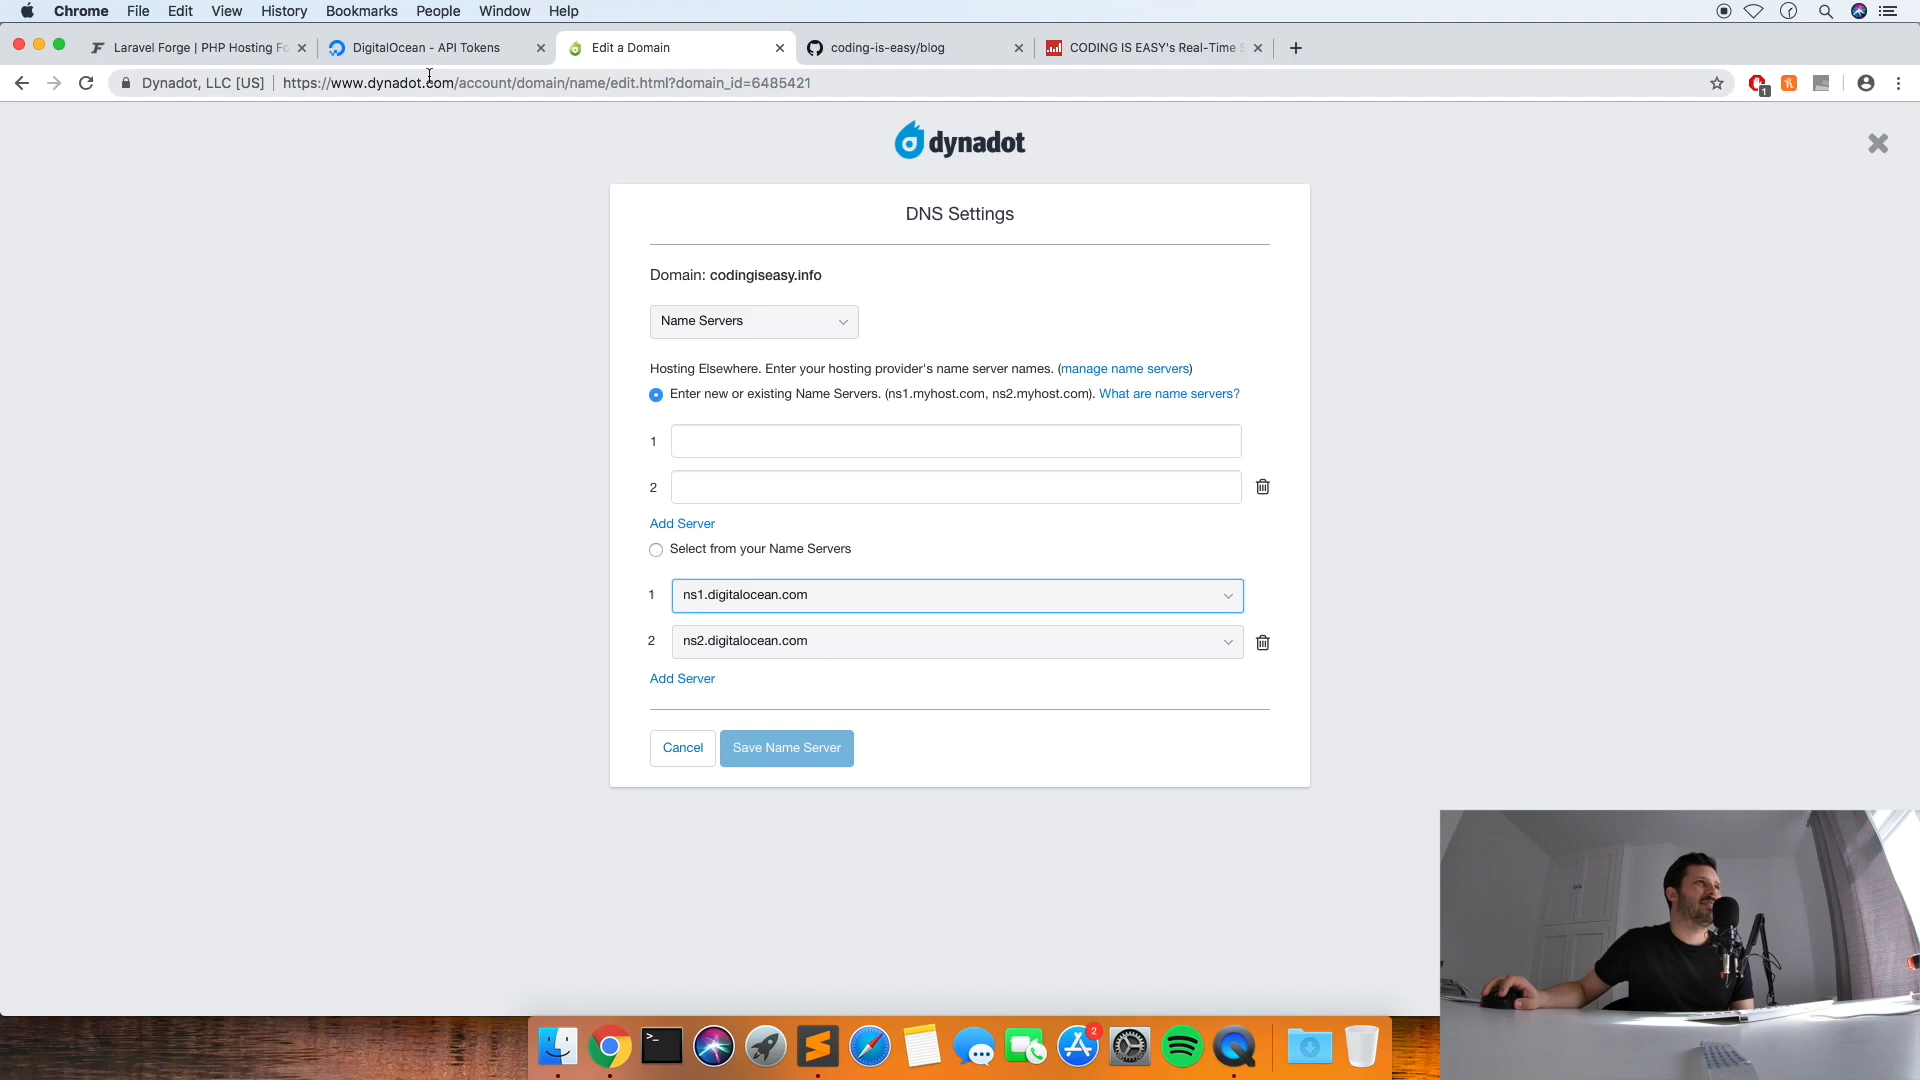 Chrome File Edit View History Bookmarks People Window Help
Laravel Forge | PHP Hosting Fo
DigitalOcean - API Tokens
Edit a Domain
coding-is-easy/blog
CODING IS EASY's Real-Time S
Dynadot, LLC [US] https://www.dynadot.com/account/domain/name/edit.html?domain_id=6485421
1
dynadot
DNS Settings
Domain: codingiseasy.info
Name Servers
Hosting Elsewhere. Enter your hosting provider's name server names. (manage name servers)
Enter new or existing Name Servers. (ns1.myhost.com, ns2.myhost.com). What are name servers?
1
2
Add Server
Select from your Name Servers
1 ns1.digitalocean.com
2 ns2.digitalocean.com
Add Server
Cancel Save Name Server
2